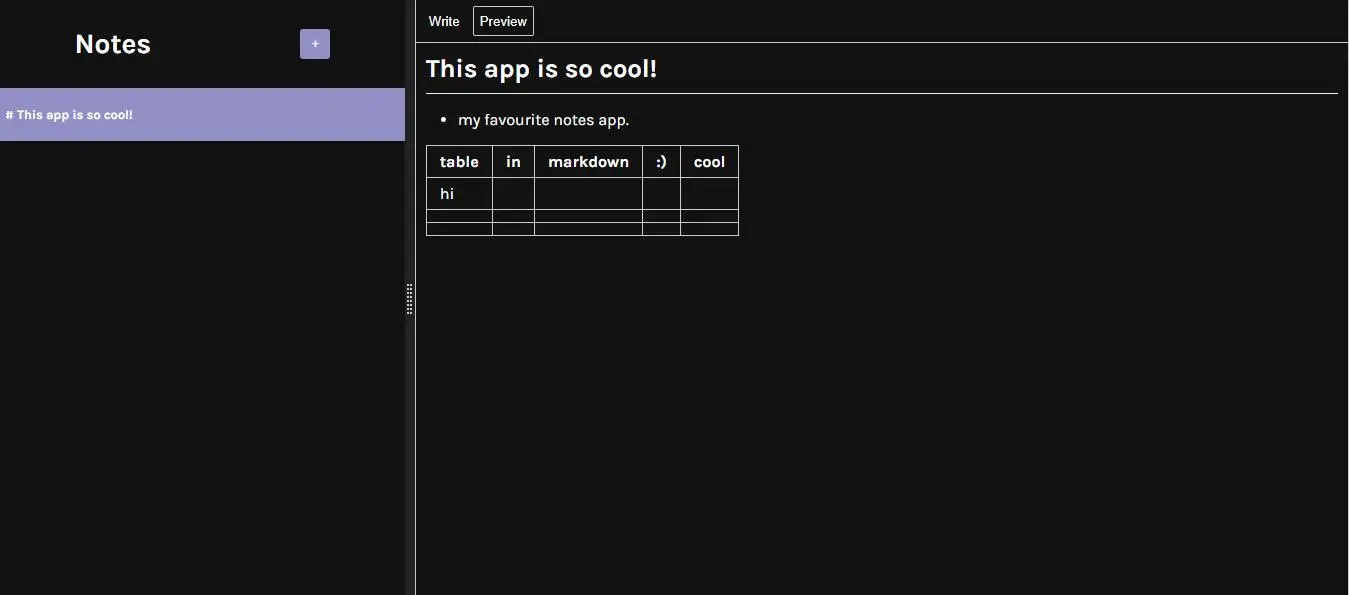 Notes
+
# This app is so cool!
Write Preview
This app is so cool!
• my favourite notes app.
table in markdown :) cool
hi